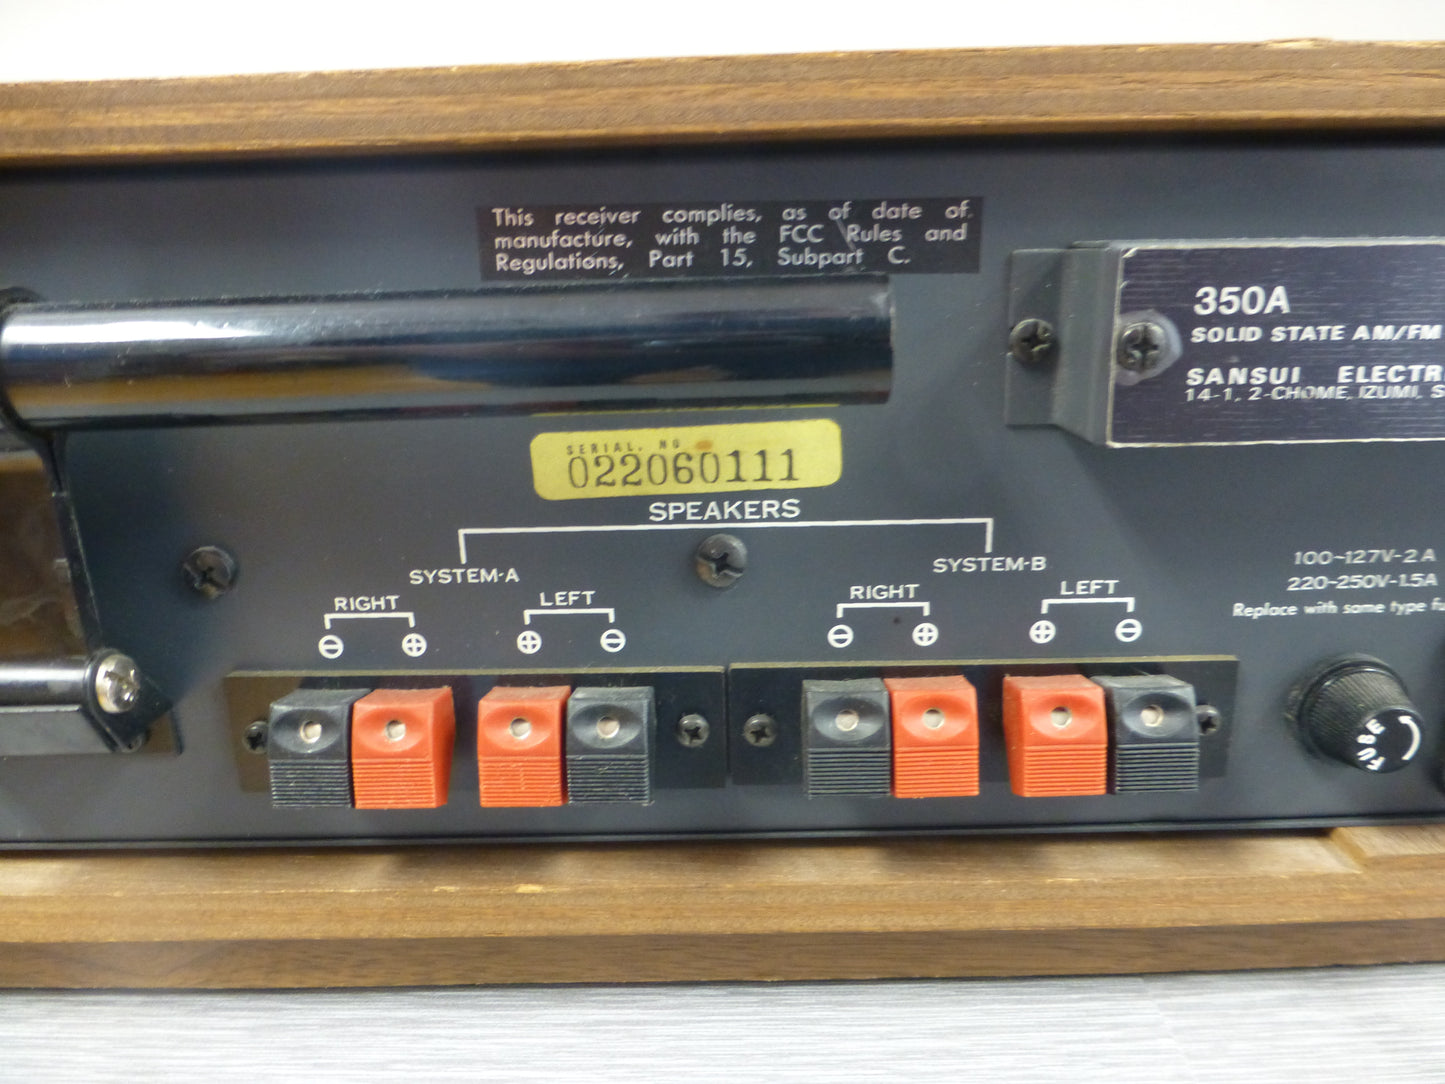 This receiver complies, as of date of
manufacture, with the FCC Rules and
Regulations, Part 15, Subpart C.
350A
SOLID STATE AM/FM
SANSUI ELECTR
14-1, 2-CHOME, IZUMI, S
SERIAL. NO
022060111
SPEAKERS
SYSTEM-A
SYSTEM-B
RIGHT
LEFT
RIGHT
LEFT
⊖ ⊕ ⊕ ⊖
⊖ ⊕ ⊕ ⊖
100~127V-2A
220~250V-1.5A
Replace with same type fu
FUSE